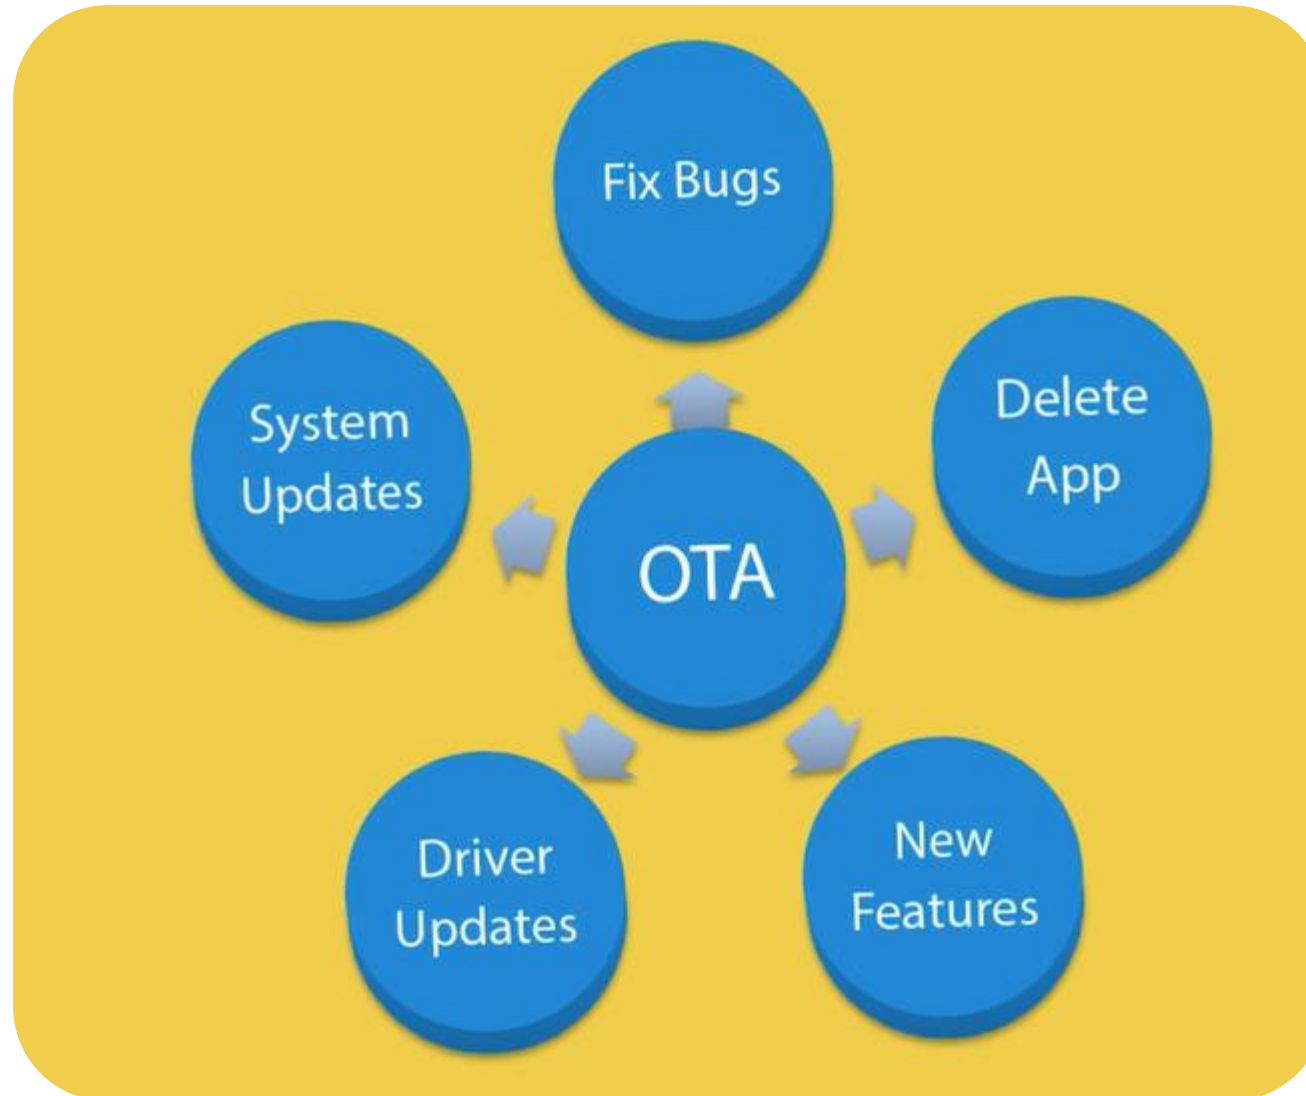 Fix Bugs
System
Updates
Delete
App
OTA
Driver
Updates
New
Features